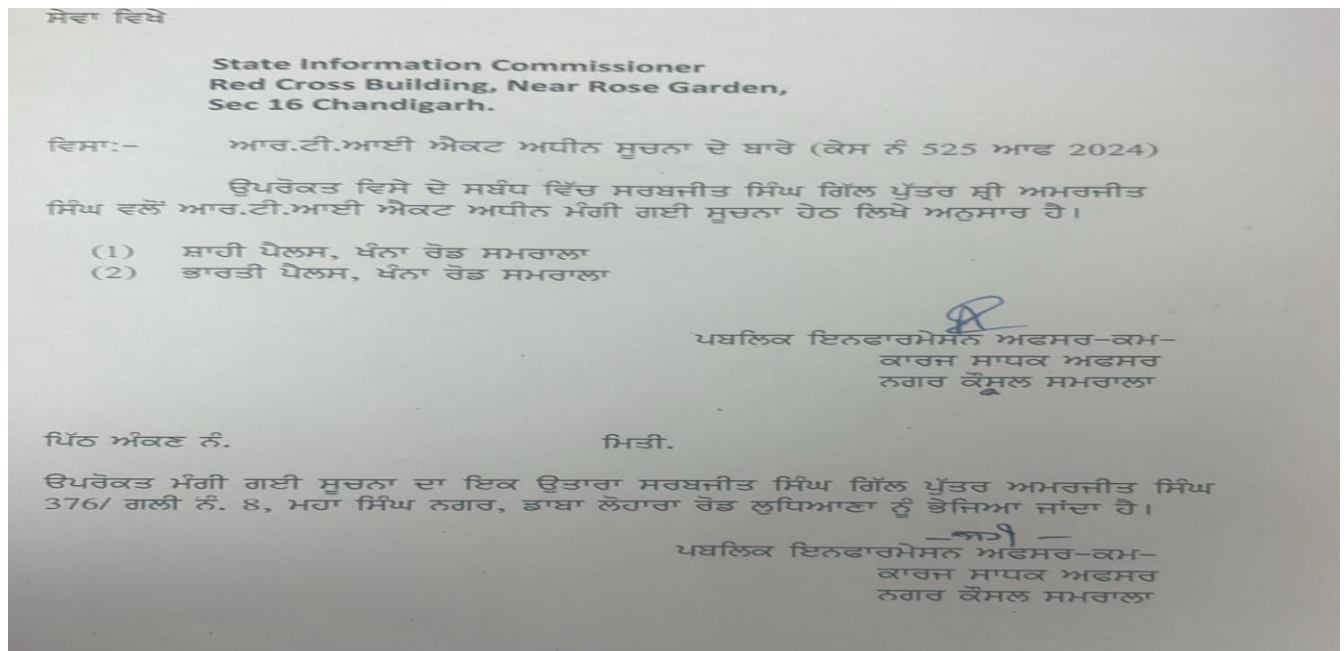 ਸੇਵਾ ਵਿਖੇ
State Information Commissioner
Red Cross Building, Near Rose Garden,
Sec 16 Chandigarh.
ਵਿਸਾ:- ਆਰ.ਟੀ.ਆਈ ਐਕਟ ਅਧੀਨ ਸੂਚਨਾ ਦੇ ਬਾਰੇ (ਕੇਸ ਨੰ 525 ਆਫ 2024)
ਉਪਰੋਕਤ ਵਿਸੇ ਦੇ ਸਬੰਧ ਵਿੱਚ ਸਰਬਜੀਤ ਸਿੰਘ ਗਿੱਲ ਪੁੱਤਰ ਸ਼੍ਰੀ ਅਮਰਜੀਤ
ਸਿੰਘ ਵਲੋਂ ਆਰ.ਟੀ.ਆਈ ਐਕਟ ਅਧੀਨ ਮੰਗੀ ਗਈ ਸੂਚਨਾ ਹੇਠ ਲਿਖੇ ਅਨੁਸਾਰ ਹੈ।
(1) ਸ਼ਾਹੀ ਪੈਲਸ, ਖੰਨਾ ਰੋਡ ਸਮਰਾਲਾ
(2) ਭਾਰਤੀ ਪੈਲਸ, ਖੰਨਾ ਰੋਡ ਸਮਰਾਲਾ
ਪਬਲਿਕ ਇਨਫਾਰਮੇਸਨ ਅਫਸਰ-ਕਮ-
ਕਾਰਜ ਸਾਧਕ ਅਫਸਰ
ਨਗਰ ਕੌਂਸਲ ਸਮਰਾਲਾ
ਪਿੱਠ ਅੰਕਣ ਨੰ. ਮਿਤੀ.
ਉਪਰੋਕਤ ਮੰਗੀ ਗਈ ਸੂਚਨਾ ਦਾ ਇਕ ਉਤਾਰਾ ਸਰਬਜੀਤ ਸਿੰਘ ਗਿੱਲ ਪੁੱਤਰ ਅਮਰਜੀਤ ਸਿੰਘ
376/ ਗਲੀ ਨੰ. 8, ਮਹਾਂ ਸਿੰਘ ਨਗਰ, ਡਾਬਾ ਲੋਹਾਰਾ ਰੋਡ ਲੁਧਿਆਣਾ ਨੂੰ ਭੇਜਿਆ ਜਾਂਦਾ ਹੈ।
-ਸਹੀ-
ਪਬਲਿਕ ਇਨਫਾਰਮੇਸਨ ਅਫਸਰ-ਕਮ-
ਕਾਰਜ ਸਾਧਕ ਅਫਸਰ
ਨਗਰ ਕੌਂਸਲ ਸਮਰਾਲਾ